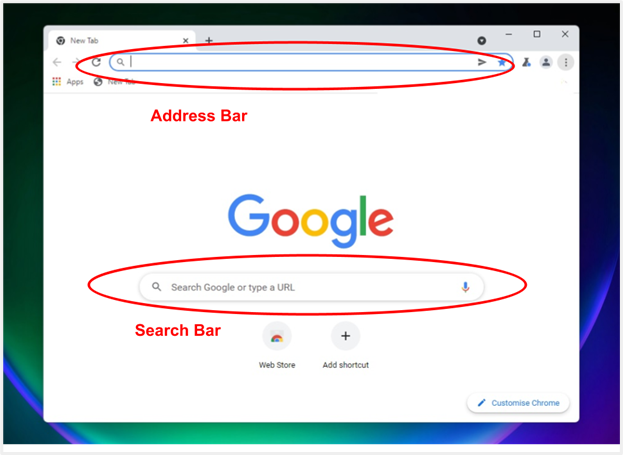 New Tab
Apps New Tab
Address Bar
Google
Search Google or type a URL
Search Bar
Web Store Add shortcut
Customise Chrome